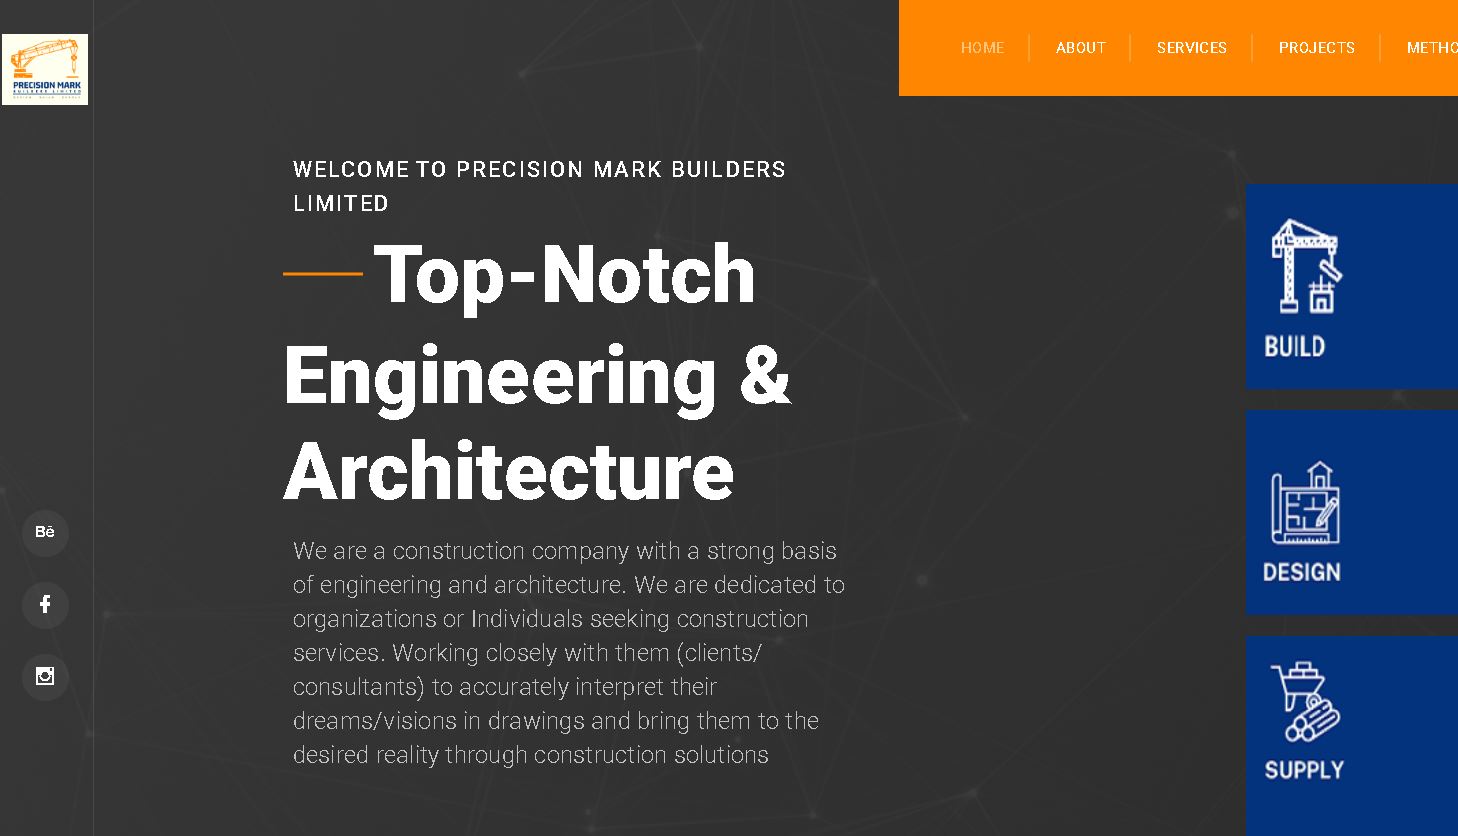 PRECISION MARK
BUILDERS LIMITED
HOME
ABOUT
SERVICES
PROJECTS
METHO
WELCOME TO PRECISION MARK BUILDERS
LIMITED
Top-Notch
Engineering &
Architecture
We are a construction company with a strong basis
of engineering and architecture. We are dedicated to
organizations or Individuals seeking construction
services. Working closely with them (clients/
consultants) to accurately interpret their
dreams/visions in drawings and bring them to the
desired reality through construction solutions
BUILD
DESIGN
SUPPLY